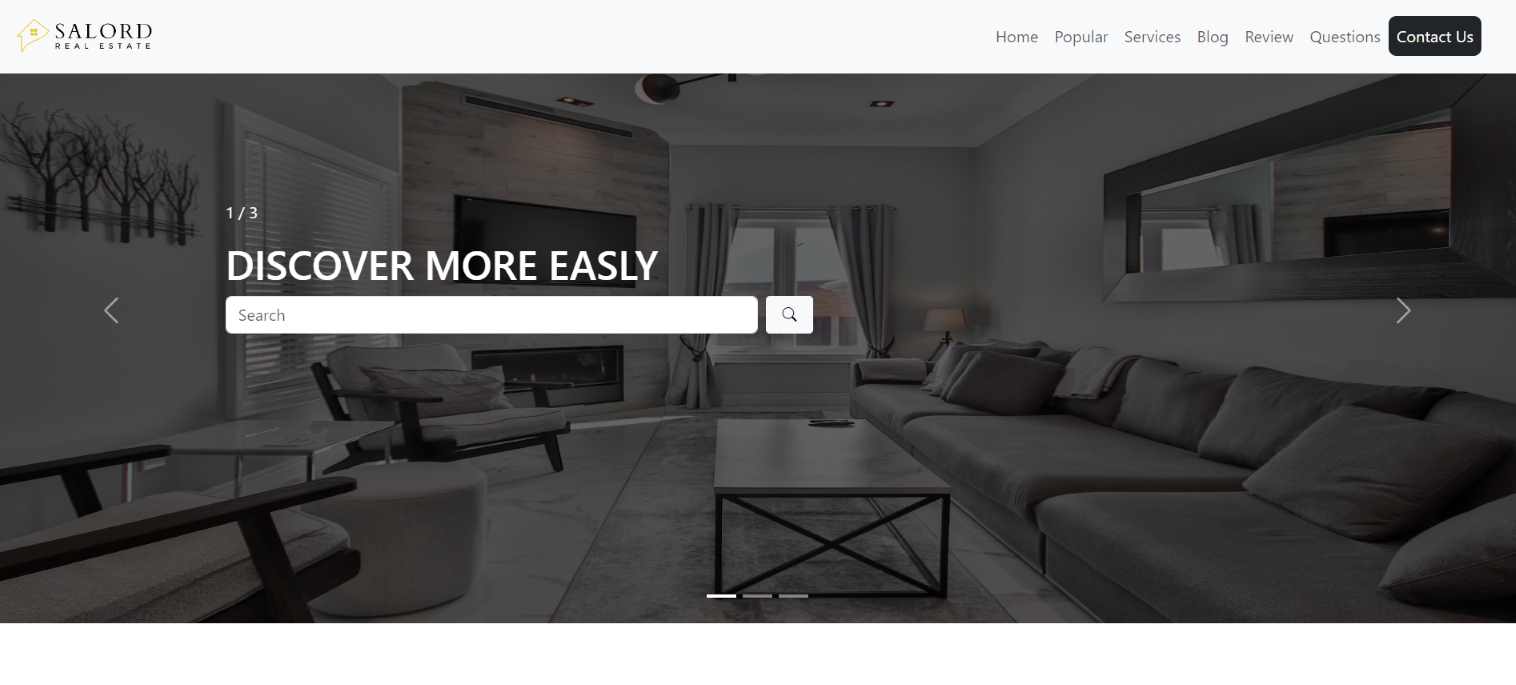 SALORD
REAL ESTATE
Home Popular Services Blog Review Questions Contact Us
1 / 3
DISCOVER MORE EASLY
Search